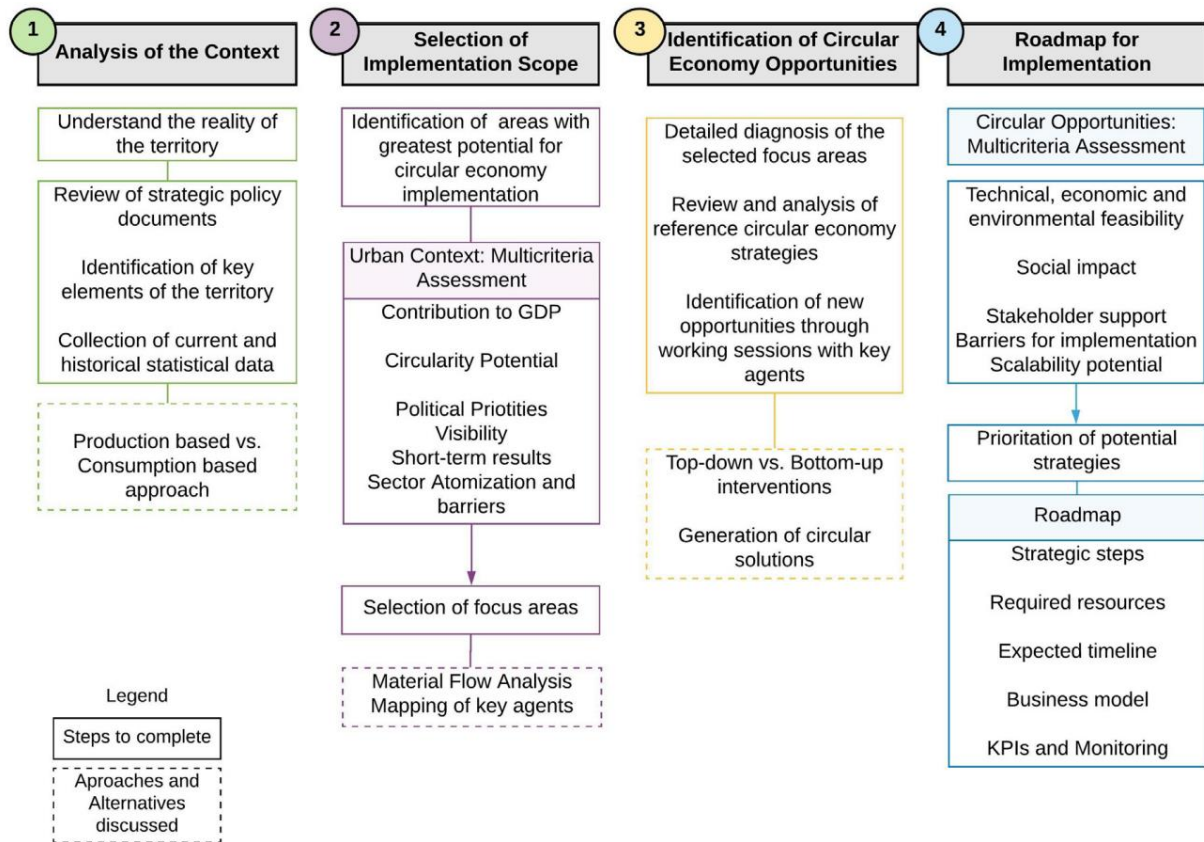 1
Analysis of the Context
Understand the reality of
the territory
Review of strategic policy
documents
Identification of key
elements of the territory
Collection of current and
historical statistical data
Production based vs.
Consumption based
approach
Legend
Steps to complete
Aproaches and
Alternatives
discussed
2
Selection of
Implementation Scope
Identification of areas with
greatest potential for
circular economy
implementation
Urban Context: Multicriteria
Assessment
Contribution to GDP
Circularity Potential
Political Priotities
Visibility
Short-term results
Sector Atomization and
barriers
Selection of focus areas
Material Flow Analysis
Mapping of key agents
3
Identification of Circular
Economy Opportunities
Detailed diagnosis of the
selected focus areas
Review and analysis of
reference circular economy
strategies
Identification of new
opportunities through
working sessions with key
agents
Top-down vs. Bottom-up
interventions
Generation of circular
solutions
4
Roadmap for
Implementation
Circular Opportunities:
Multicriteria Assessment
Technical, economic and
environmental feasibility
Social impact
Stakeholder support
Barriers for implementation
Scalability potential
Prioritation of potential
strategies
Roadmap
Strategic steps
Required resources
Expected timeline
Business model
KPIs and Monitoring